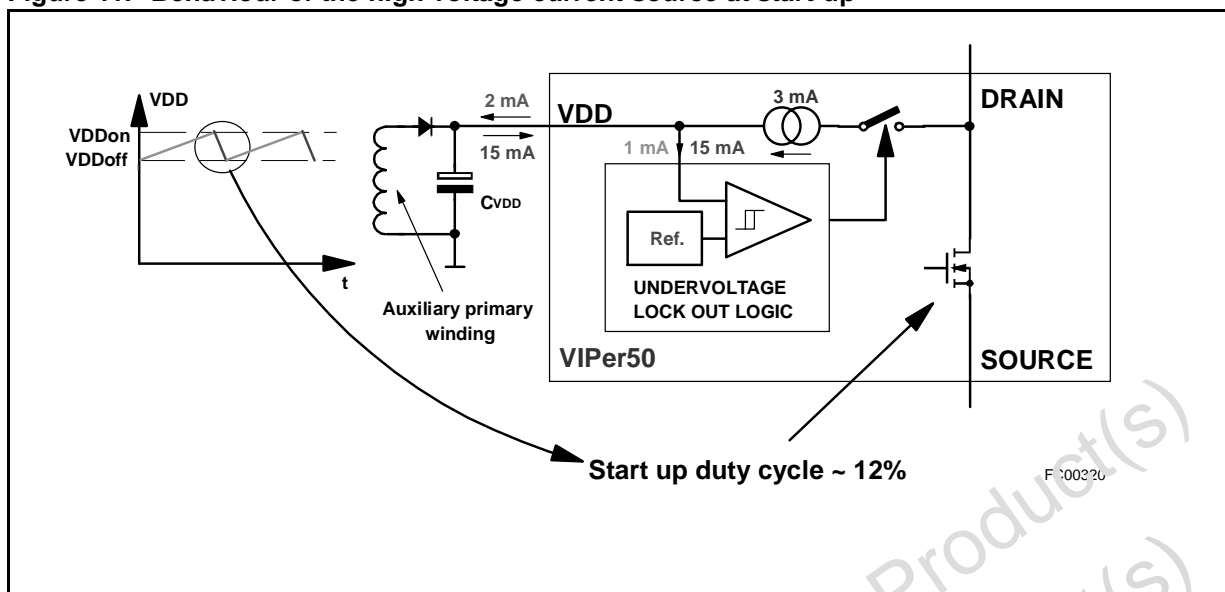 VDD
VDDon
VDDoff
t
2 mA
15 mA
CVDD
Auxiliary primary
winding
VDD
3 mA
DRAIN
1 mA
15 mA
Ref.
UNDERVOLTAGE
LOCK OUT LOGIC
VIPer50
SOURCE
Start up duty cycle ~ 12%
Product(s)